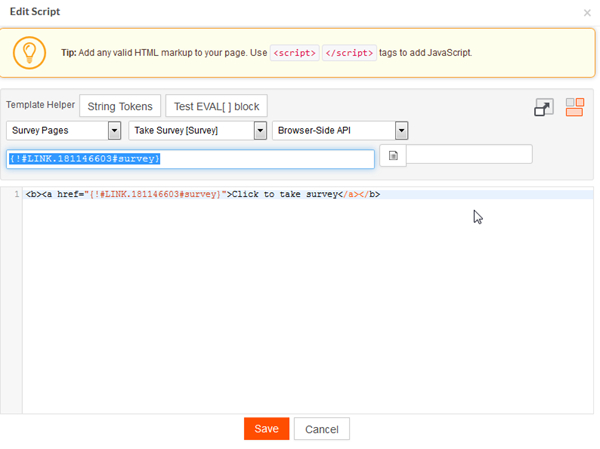 Edit Script ×
Tip: Add any valid HTML markup to your page. Use <script> </script> tags to add JavaScript.
Template Helper String Tokens Test EVAL[ ] block
Survey Pages Take Survey [Survey] Browser-Side API
{!#LINK.181146603#survey}
1 <b><a href="{!#LINK.181146603#survey}">Click to take survey</a></b>
Save Cancel